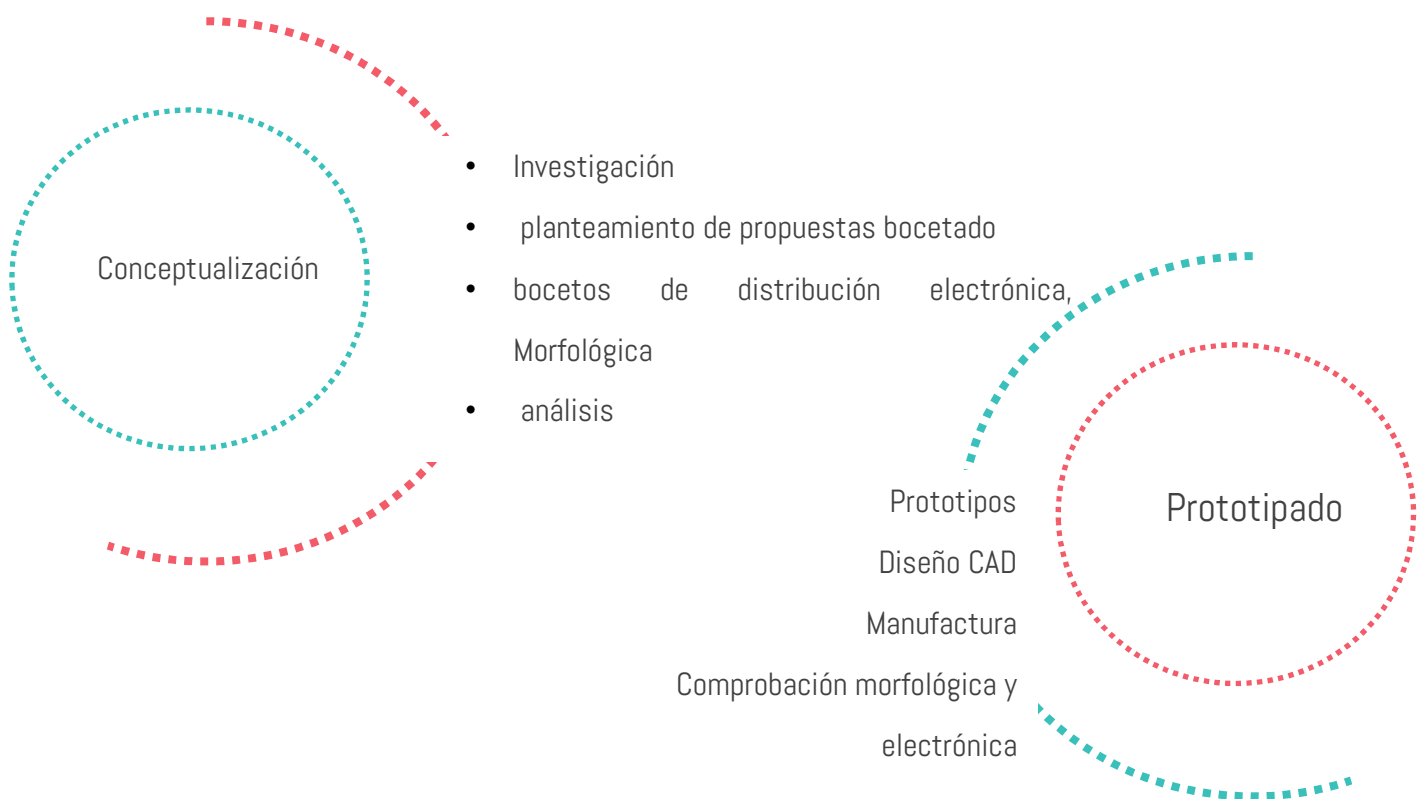 Conceptualización
• Investigación
• planteamiento de propuestas bocetado
• bocetos de distribución electrónica,
Morfológica
• análisis
Prototipado
Prototipos
Diseño CAD
Manufactura
Comprobación morfológica y
electrónica